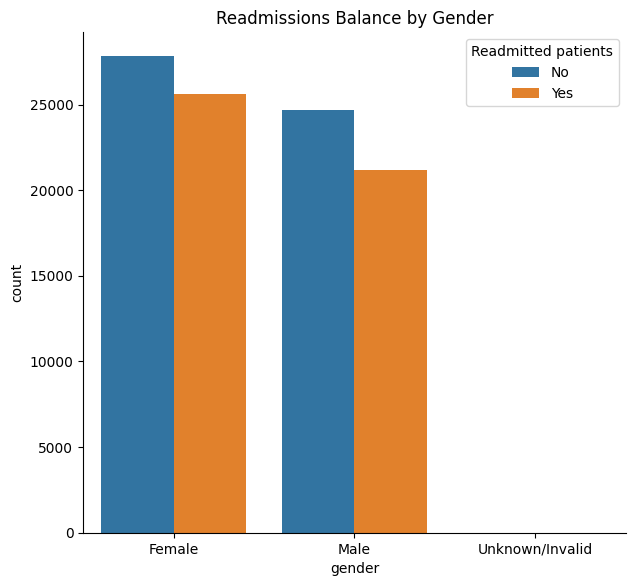 Readmissions Balance by Gender
Readmitted patients
No
Yes
count
25000
20000
15000
10000
5000
0
Female
Male
Unknown/Invalid
gender